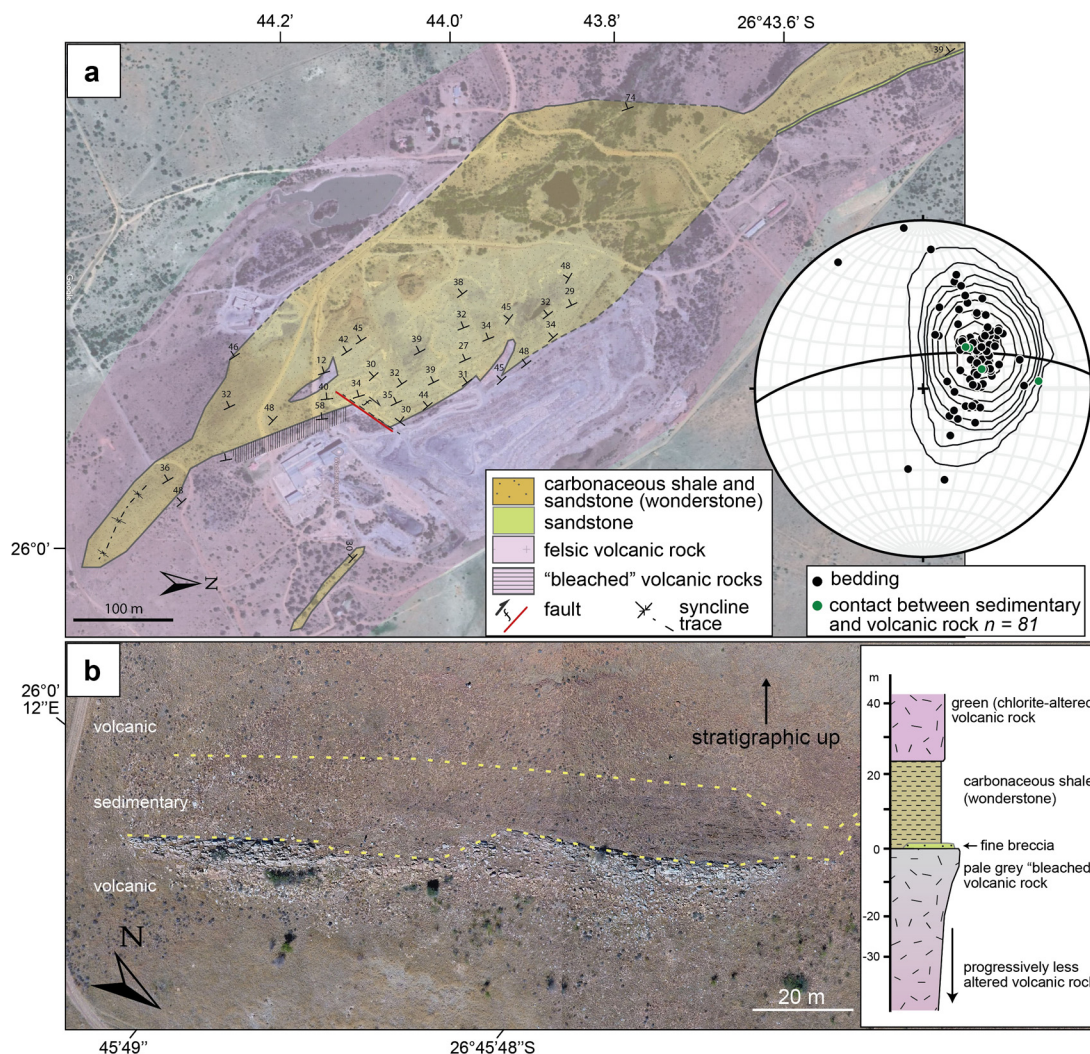 44.2'
44.0'
43.8'
26°43.6' S
a
39
74
48
38
29
45
32
32
45
34
34
42
39
46
27
48
12
30
32
39
31
45
40
34
35
44
32
48
58
30
36
48
30
26°0'
N
100 m
Google
carbonaceous shale and
sandstone (wonderstone)
sandstone
felsic volcanic rock
"bleached" volcanic rocks
fault
syncline
trace
bedding
contact between sedimentary
and volcanic rock n = 81
b
26°0'
12"E
volcanic
sedimentary
volcanic
stratigraphic up
N
20 m
m
40
20
0
-20
-30
green (chlorite-altered
volcanic rock
carbonaceous shale
(wonderstone)
fine breccia
pale grey "bleached
volcanic rock
progressively less
altered volcanic rock
45'49"
26°45'48"S